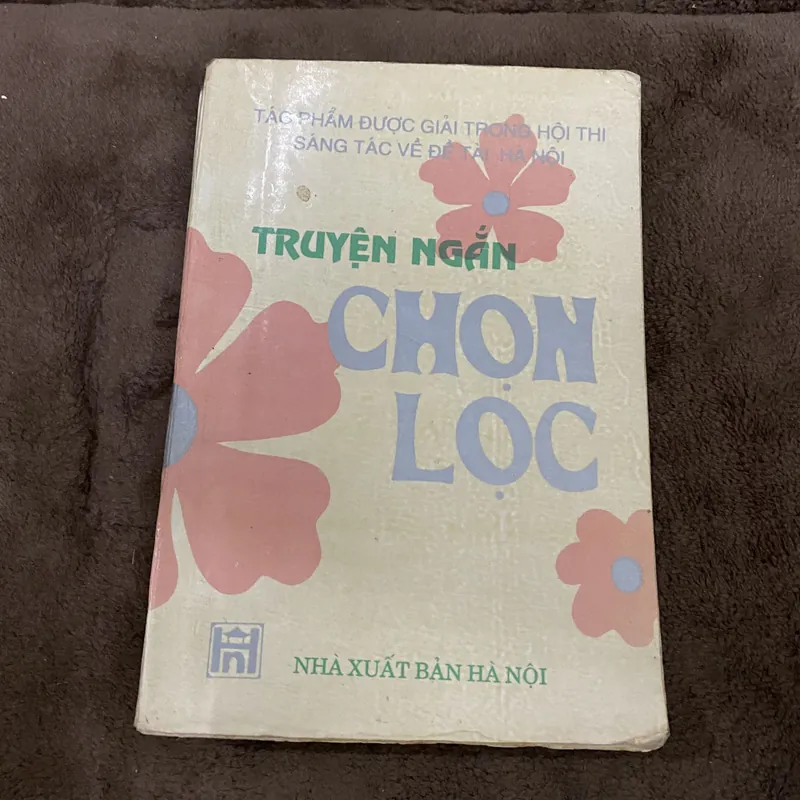 TÁC PHẨM ĐƯỢC GIẢI TRONG HỘI THI
SÁNG TÁC VỀ ĐỀ TÀI HÀ NỘI
TRUYỆN NGẮN
CHỌN
LỌC
NHÀ XUẤT BẢN HÀ NỘI